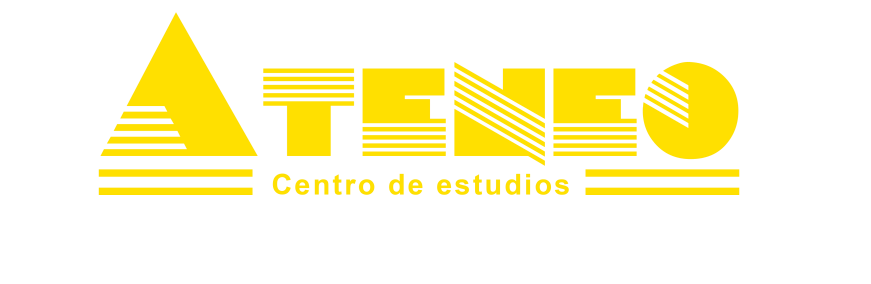 ATENEO
Centro de estudios